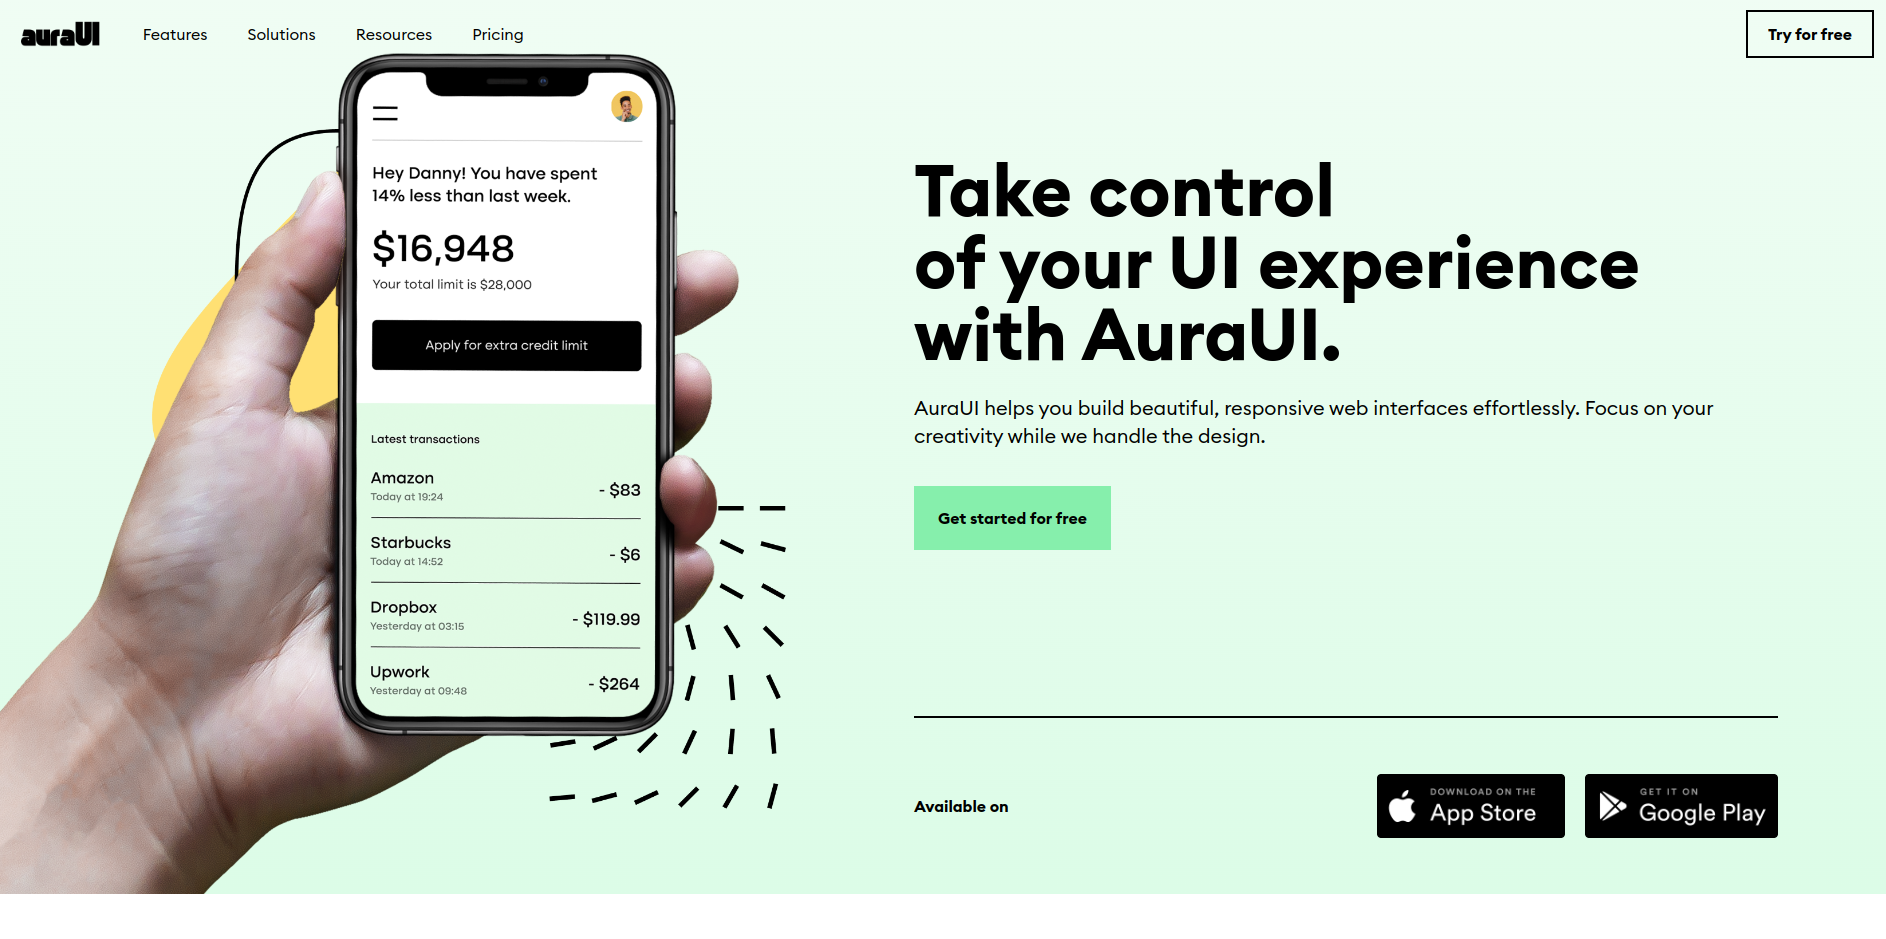 auraUI
Features
Solutions
Resources
Pricing
Try for free
Hey Danny! You have spent
14% less than last week.
$16,948
Your total limit is $28,000
Apply for extra credit limit
Latest transactions
Amazon
Today at 19:24
- $83
Starbucks
Today at 14:52
- $6
Dropbox
Yesterday at 03:15
- $119.99
Upwork
Yesterday at 09:48
- $264
Take control
of your UI experience
with AuraUI.
AuraUI helps you build beautiful, responsive web interfaces effortlessly. Focus on your
creativity while we handle the design.
Get started for free
Available on
DOWNLOAD ON THE
App Store
GET IT ON
Google Play